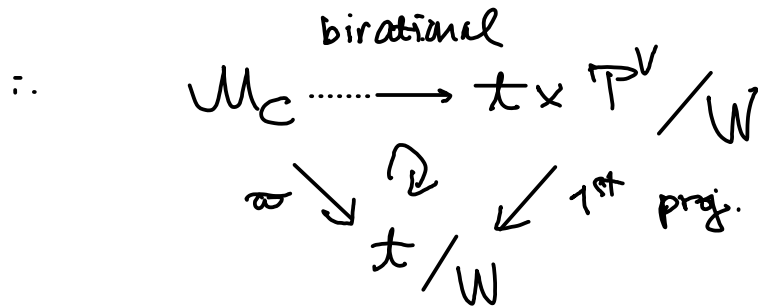 birational
∴ M_C ⋯⋯→ t × T^∨ / W
ϖ ↘ ↻ ↙ 1st proj.
t / W